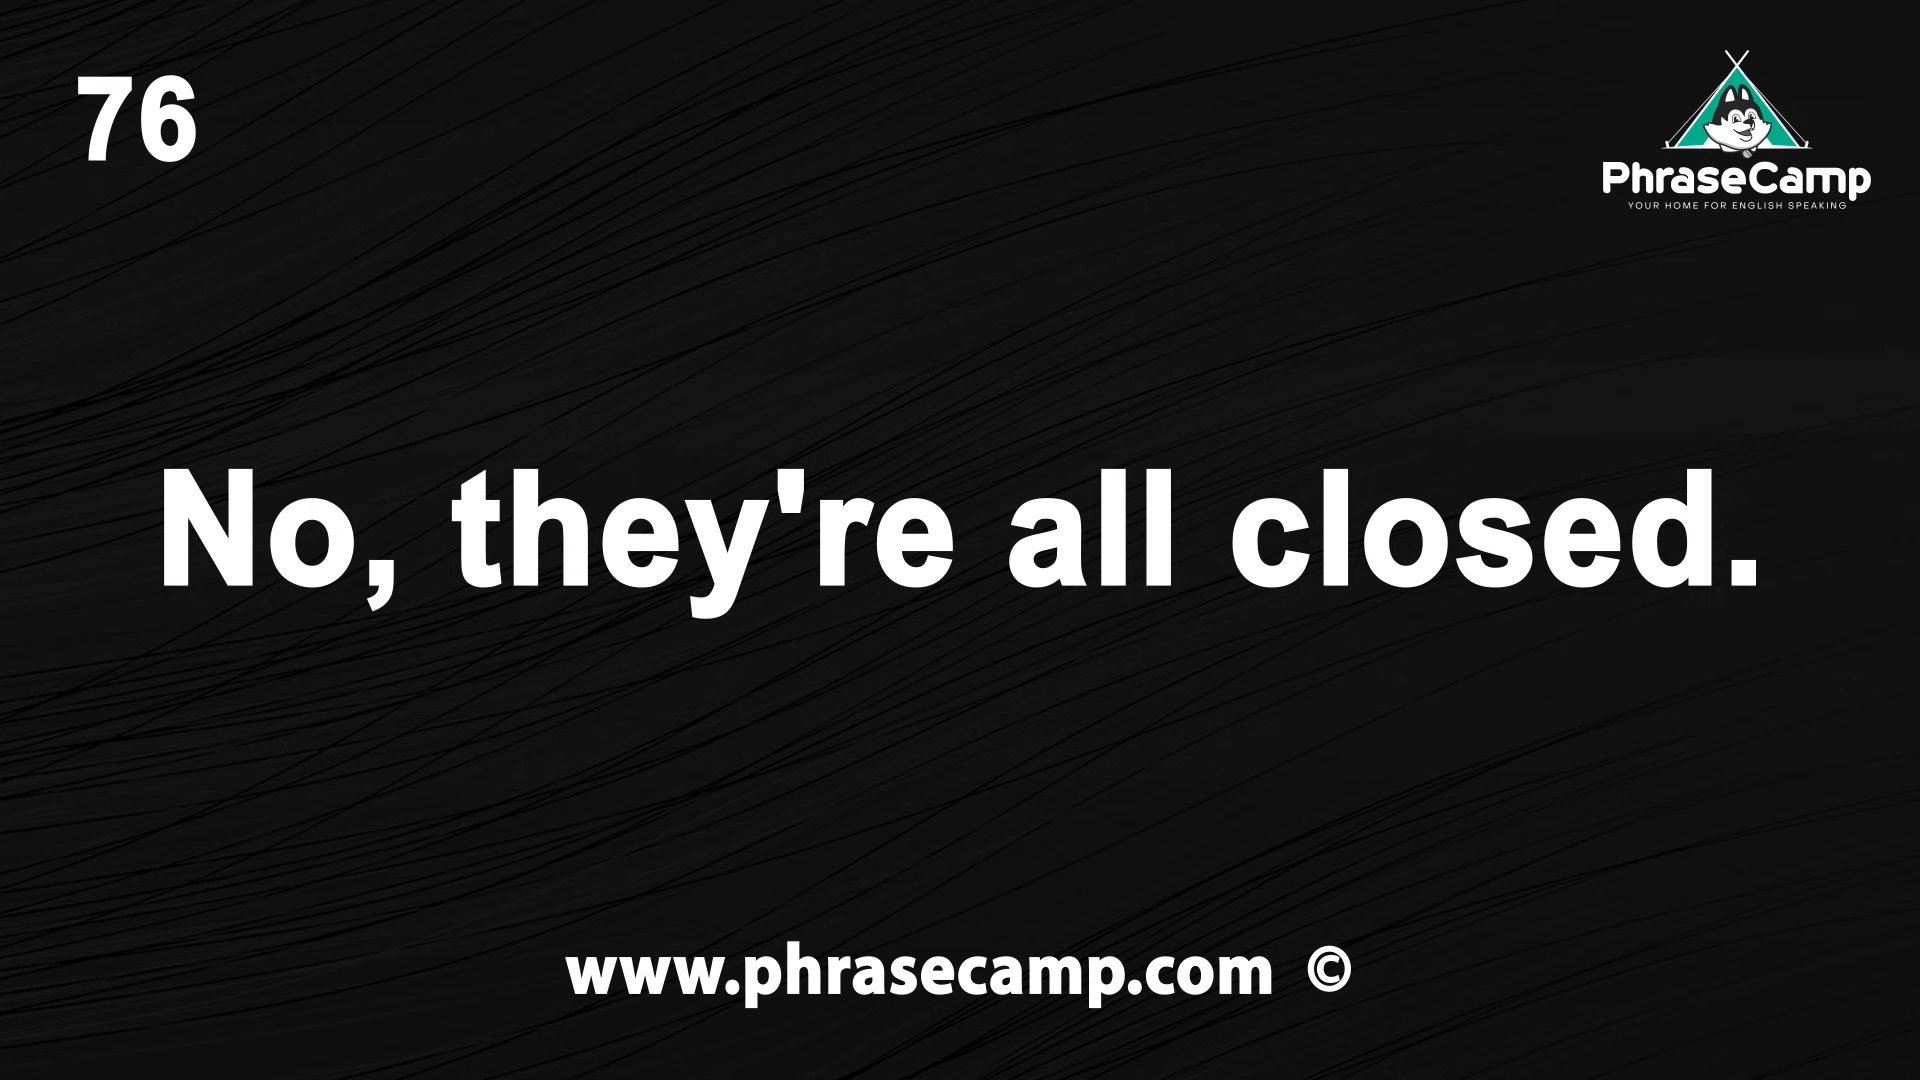 76
PhraseCamp
YOUR HOME FOR ENGLISH SPEAKING
No, they're all closed.
www.phrasecamp.com ©